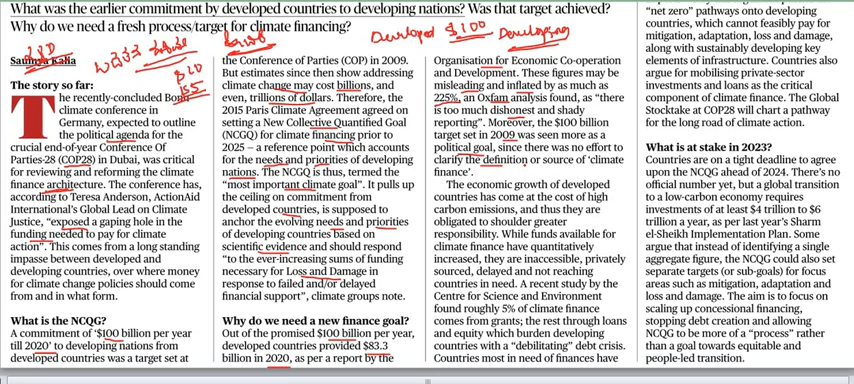 What was the earlier commitment by developed countries to developing nations? Was that target achieved?
Why do we need a fresh process/target for climate financing?
Developed $100 Developing
Saumya Kalia
The story so far:
The recently-concluded Bonn
climate conference in
Germany, expected to outline
the political agenda for the
crucial end-of-year Conference Of
Parties-28 (COP28) in Dubai, was critical
for reviewing and reforming the climate
finance architecture. The conference has,
according to Teresa Anderson, ActionAid
International's Global Lead on Climate
Justice, "exposed a gaping hole in the
funding needed to pay for climate
action". This comes from a long standing
impasse between developed and
developing countries, over where money
for climate change policies should come
from and in what form.
What is the NCQG?
A commitment of '$100 billion per year
till 2020' to developing nations from
developed countries was a target set at
the Conference of Parties (COP) in 2009.
But estimates since then show addressing
climate change may cost billions, and
even, trillions of dollars. Therefore, the
2015 Paris Climate Agreement agreed on
setting a New Collective Quantified Goal
(NCQG) for climate financing prior to
2025 – a reference point which accounts
for the needs and priorities of developing
nations. The NCQG is thus, termed the
"most important climate goal". It pulls up
the ceiling on commitment from
developed countries, is supposed to
anchor the evolving needs and priorities
of developing countries based on
scientific evidence and should respond
"to the ever-increasing sums of funding
necessary for Loss and Damage in
response to failed and/or delayed
financial support", climate groups note.
Why do we need a new finance goal?
Out of the promised $100 billion per year,
developed countries provided $83.3
billion in 2020, as per a report by the
Organisation for Economic Co-operation
and Development. These figures may be
misleading and inflated by as much as
225%, an Oxfam analysis found, as "there
is too much dishonest and shady
reporting". Moreover, the $100 billion
target set in 2009 was seen more as a
political goal, since there was no effort to
clarify the definition or source of 'climate
finance'.
The economic growth of developed
countries has come at the cost of high
carbon emissions, and thus they are
obligated to shoulder greater
responsibility. While funds available for
climate finance have quantitatively
increased, they are inaccessible, privately
sourced, delayed and not reaching
countries in need. A recent study by the
Centre for Science and Environment
found roughly 5% of climate finance
comes from grants; the rest through loans
and equity which burden developing
countries with a "debilitating" debt crisis.
Countries most in need of finances have
"net zero" pathways onto developing
countries, which cannot feasibly pay for
mitigation, adaptation, loss and damage,
along with sustainably developing key
elements of infrastructure. Countries also
argue for mobilising private-sector
investments and loans as the critical
component of climate finance. The Global
Stocktake at COP28 will chart a pathway
for the long road of climate action.
What is at stake in 2023?
Countries are on a tight deadline to agree
upon the NCQG ahead of 2024. There's no
official number yet, but a global transition
to a low-carbon economy requires
investments of at least $4 trillion to $6
trillion a year, as per last year's Sharm
el-Sheikh Implementation Plan. Some
argue that instead of identifying a single
aggregate figure, the NCQG could also set
separate targets (or sub-goals) for focus
areas such as mitigation, adaptation and
loss and damage. The aim is to focus on
scaling up concessional financing,
stopping debt creation and allowing
NCQG to be more of a "process" rather
than a goal towards equitable and
people-led transition.